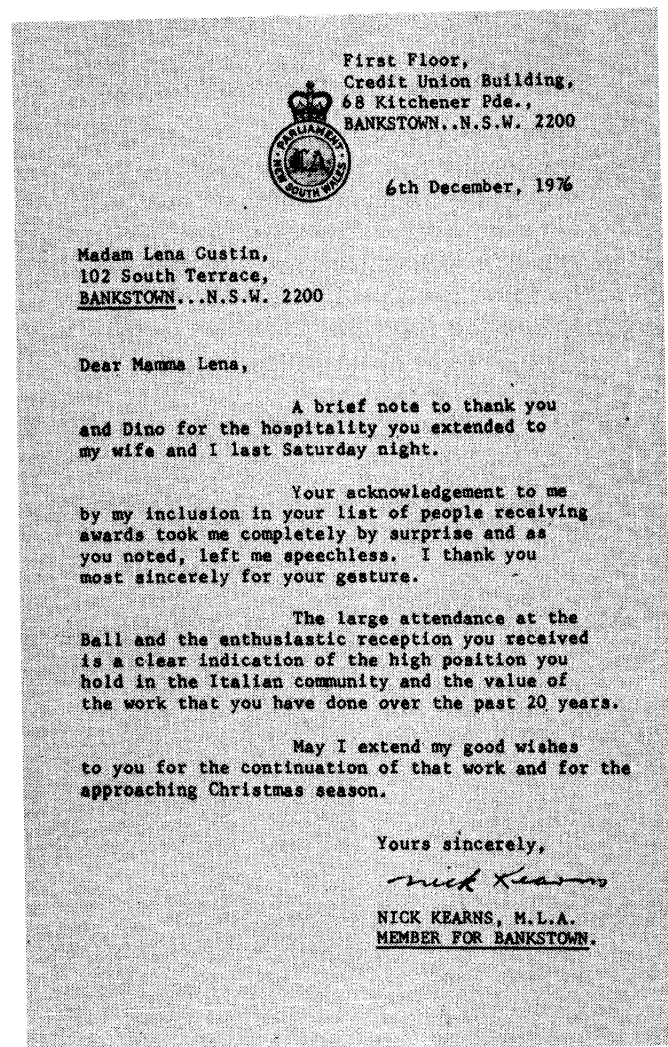 First Floor,
Credit Union Building,
68 Kitchener Pde.,
BANKSTOWN..N.S.W. 2200
PARLIAMENT
NEW SOUTH WALES
6th December, 1976
Madam Lena Gustin,
102 South Terrace,
BANKSTOWN...N.S.W. 2200
Dear Mamma Lena,
A brief note to thank you
and Dino for the hospitality you extended to
my wife and I last Saturday night.
Your acknowledgement to me
by my inclusion in your list of people receiving
awards took me completely by surprise and as
you noted, left me speechless. I thank you
most sincerely for your gesture.
The large attendance at the
Ball and the enthusiastic reception you received
is a clear indication of the high position you
hold in the Italian community and the value of
the work that you have done over the past 20 years.
May I extend my good wishes
to you for the continuation of that work and for the
approaching Christmas season.
Yours sincerely,
Nick Kearns
NICK KEARNS, M.L.A.
MEMBER FOR BANKSTOWN.